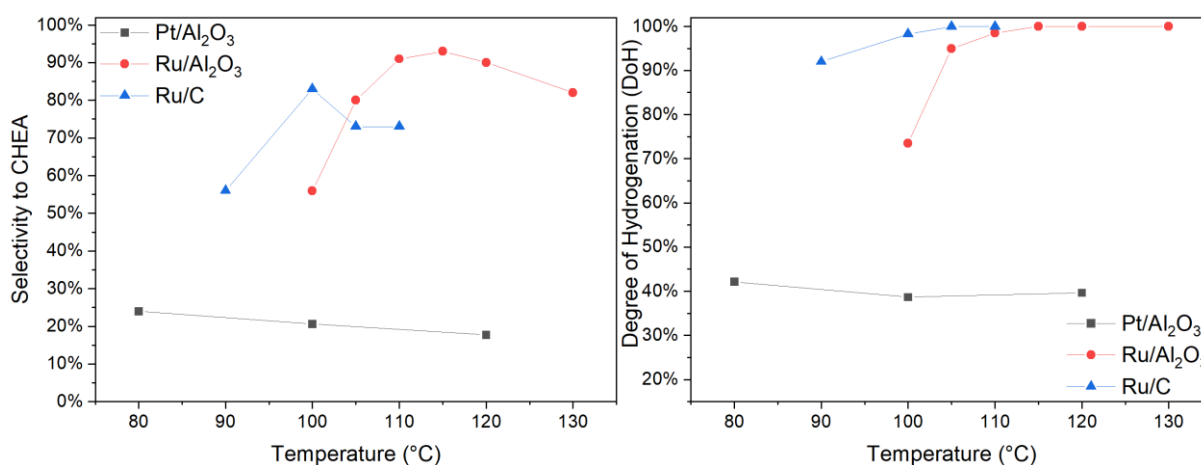 100%
90%
80%
70%
60%
50%
40%
30%
20%
10%
0%
Selectivity to CHEA
Pt/Al₂O₃
Ru/Al₂O₃
Ru/C
80 90 100 110 120 130
Temperature (°C)
100%
90%
80%
70%
60%
50%
40%
30%
20%
Degree of Hydrogenation (DoH)
Pt/Al₂O₃
Ru/Al₂O₃
Ru/C
80 90 100 110 120 130
Temperature (°C)